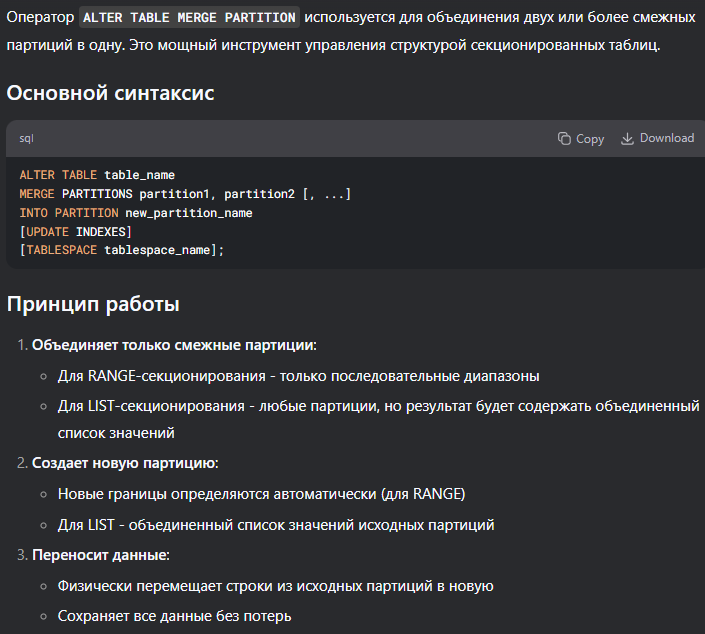 Оператор ALTER TABLE MERGE PARTITION используется для объединения двух или более смежных
партиций в одну. Это мощный инструмент управления структурой секционированных таблиц.
Основной синтаксис
sql Copy Download
ALTER TABLE table_name
MERGE PARTITIONS partition1, partition2 [, ...]
INTO PARTITION new_partition_name
[UPDATE INDEXES]
[TABLESPACE tablespace_name];
Принцип работы
1. Объединяет только смежные партиции:
Для RANGE-секционирования - только последовательные диапазоны
Для LIST-секционирования - любые партиции, но результат будет содержать объединенный
список значений
2. Создает новую партицию:
Новые границы определяются автоматически (для RANGE)
Для LIST - объединенный список значений исходных партиций
3. Переносит данные:
Физически перемещает строки из исходных партиций в новую
Сохраняет все данные без потерь